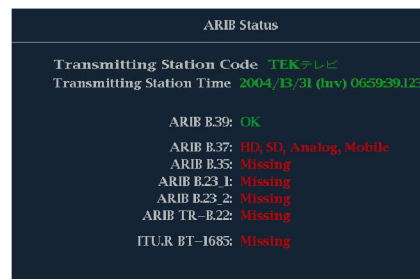 ARIB Status
Transmitting Station Code TEKテレビ
Transmitting Station Time 2004/13/31 (Inv) 06:59:39.123
ARIB B.39: OK
ARIB B.37: HD, SD, Analog, Mobile
ARIB B.35: Missing
ARIB B.23_1: Missing
ARIB B.23_2: Missing
ARIB TR-B.22: Missing
ITU.R BT-1685: Missing